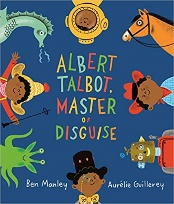 ALBERT
TALBOT,
MASTER
OF
DISGUISE
Ben Manley Aurélie Guillerey